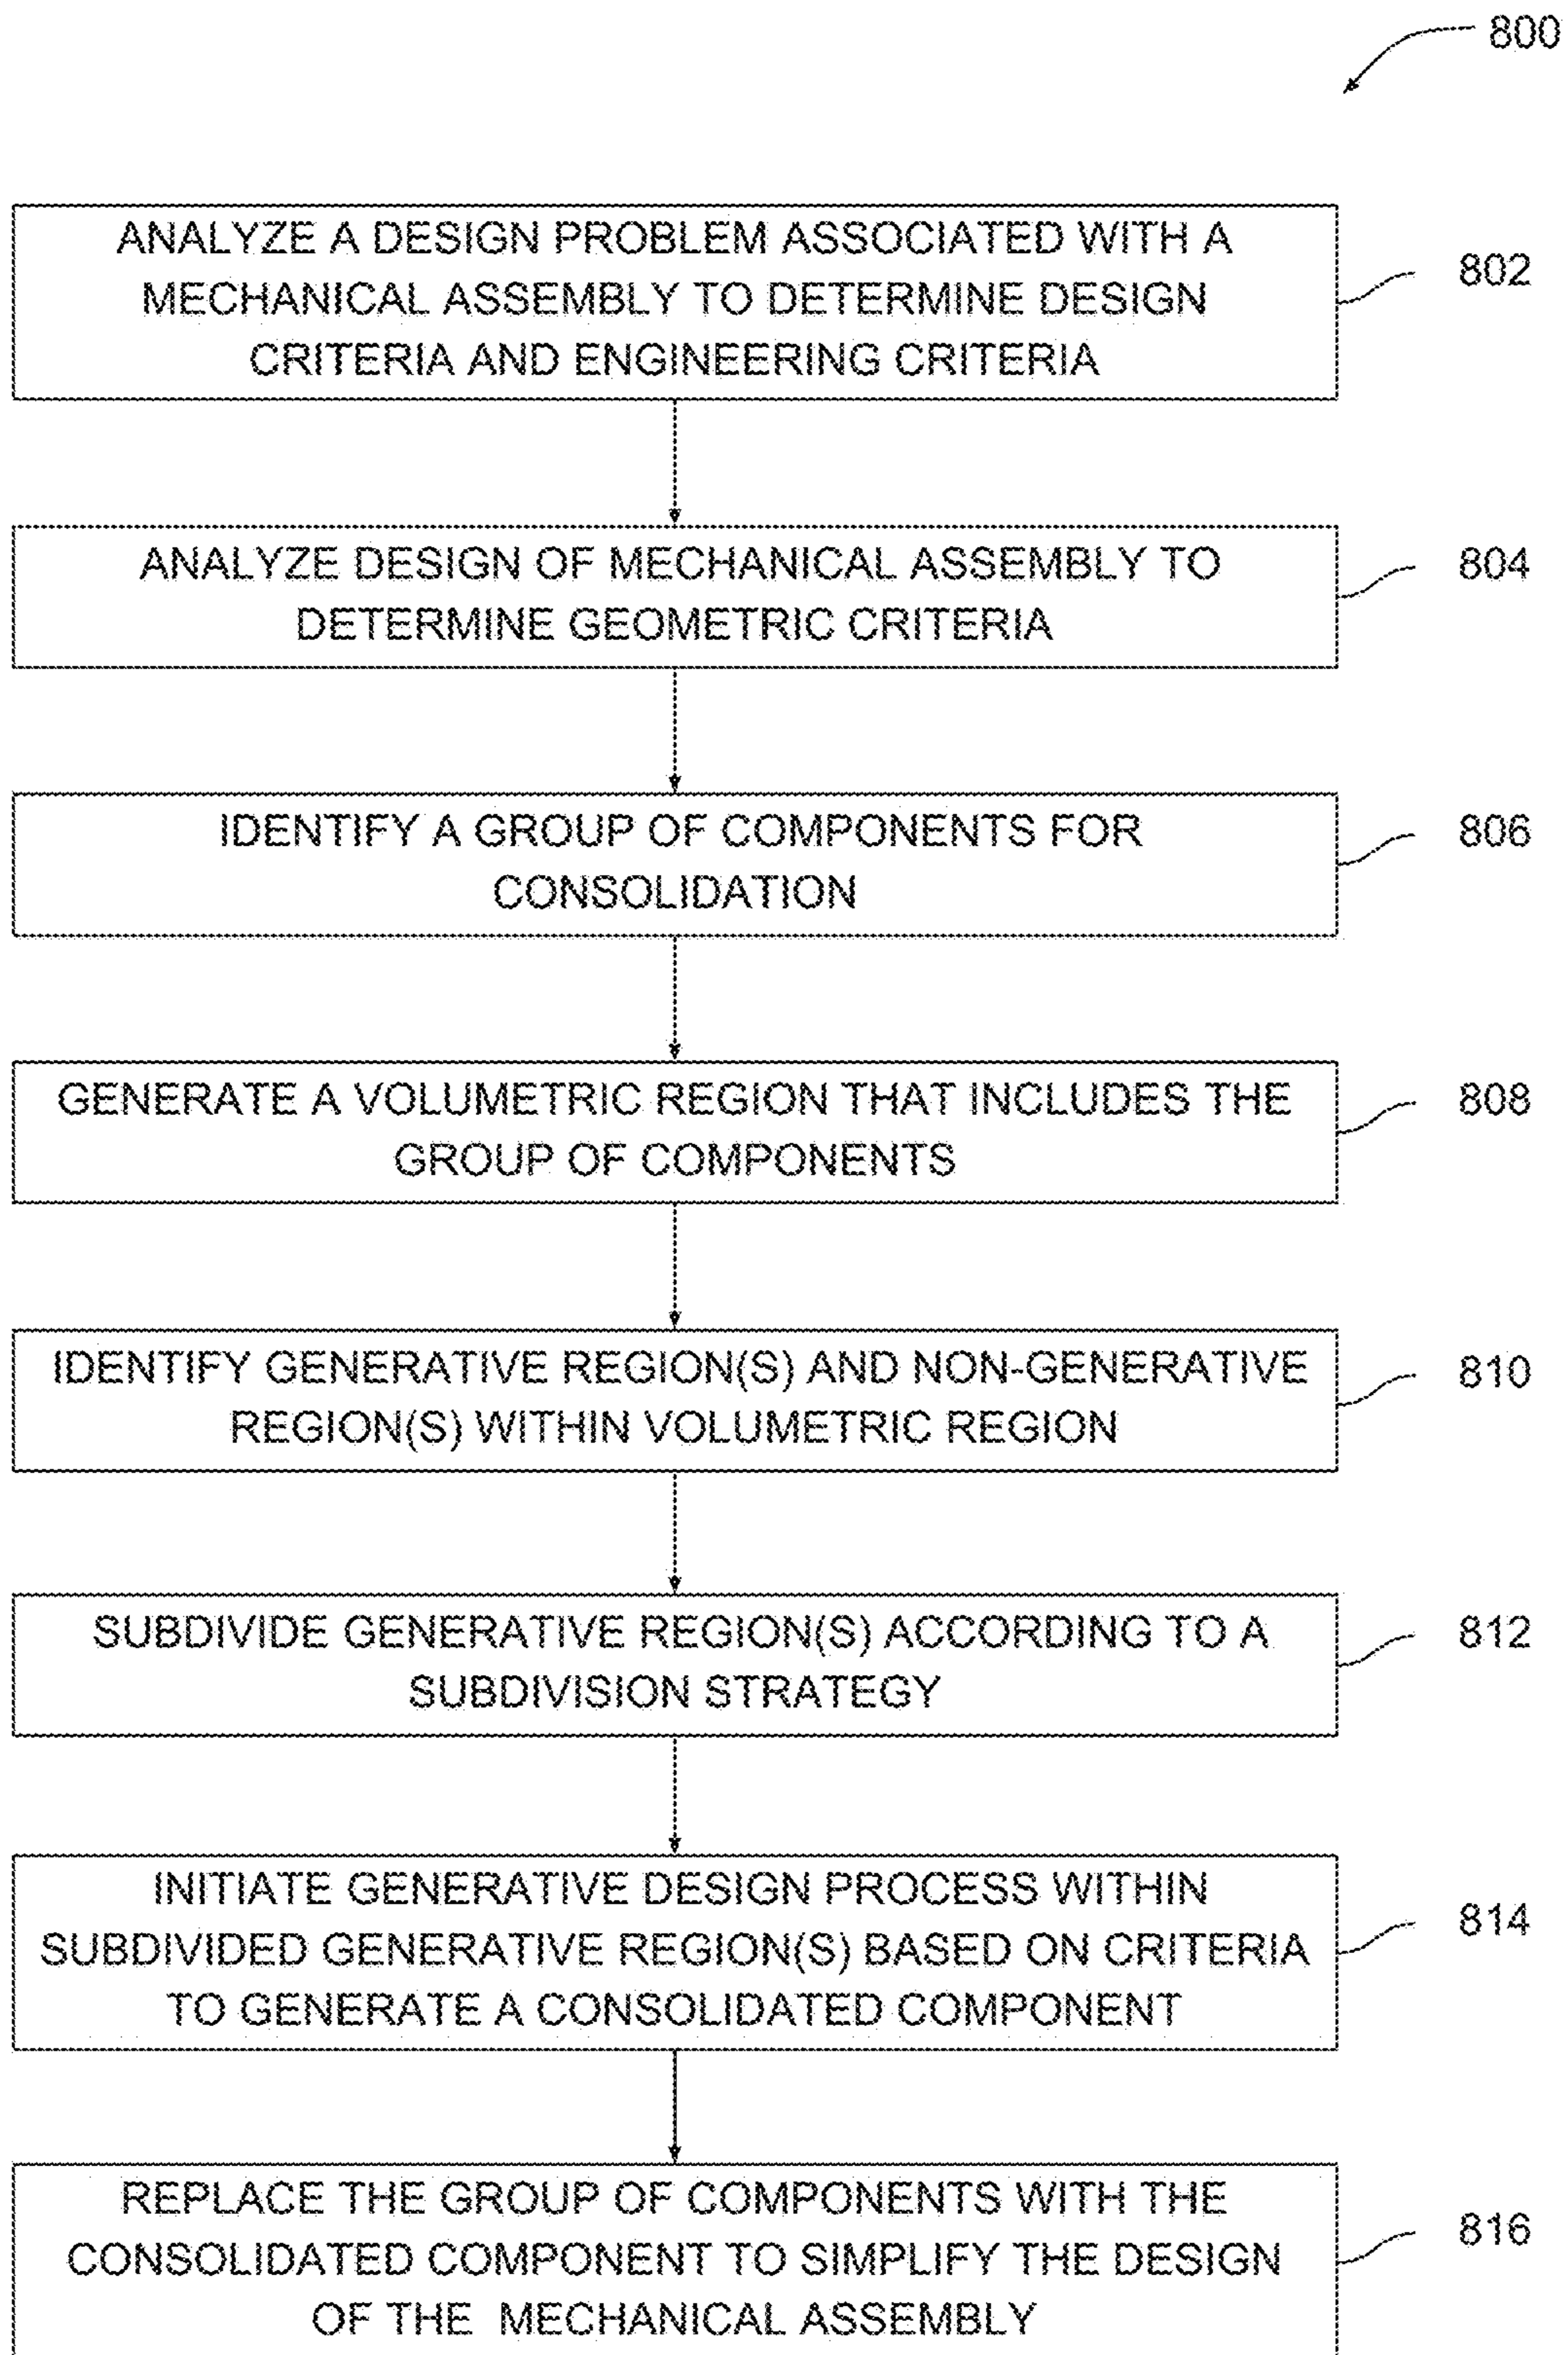 800
ANALYZE A DESIGN PROBLEM ASSOCIATED WITH A
MECHANICAL ASSEMBLY TO DETERMINE DESIGN
CRITERIA AND ENGINEERING CRITERIA
802
ANALYZE DESIGN OF MECHANICAL ASSEMBLY TO
DETERMINE GEOMETRIC CRITERIA
804
IDENTIFY A GROUP OF COMPONENTS FOR
CONSOLIDATION
806
GENERATE A VOLUMETRIC REGION THAT INCLUDES THE
GROUP OF COMPONENTS
808
IDENTIFY GENERATIVE REGION(S) AND NON-GENERATIVE
REGION(S) WITHIN VOLUMETRIC REGION
810
SUBDIVIDE GENERATIVE REGION(S) ACCORDING TO A
SUBDIVISION STRATEGY
812
INITIATE GENERATIVE DESIGN PROCESS WITHIN
SUBDIVIDED GENERATIVE REGION(S) BASED ON CRITERIA
TO GENERATE A CONSOLIDATED COMPONENT
814
REPLACE THE GROUP OF COMPONENTS WITH THE
CONSOLIDATED COMPONENT TO SIMPLIFY THE DESIGN
OF THE MECHANICAL ASSEMBLY
816